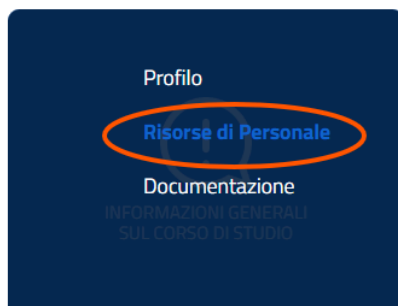 Profilo
Risorse di Personale
Documentazione
INFORMAZIONI GENERALI
SUL CORSO DI STUDIO